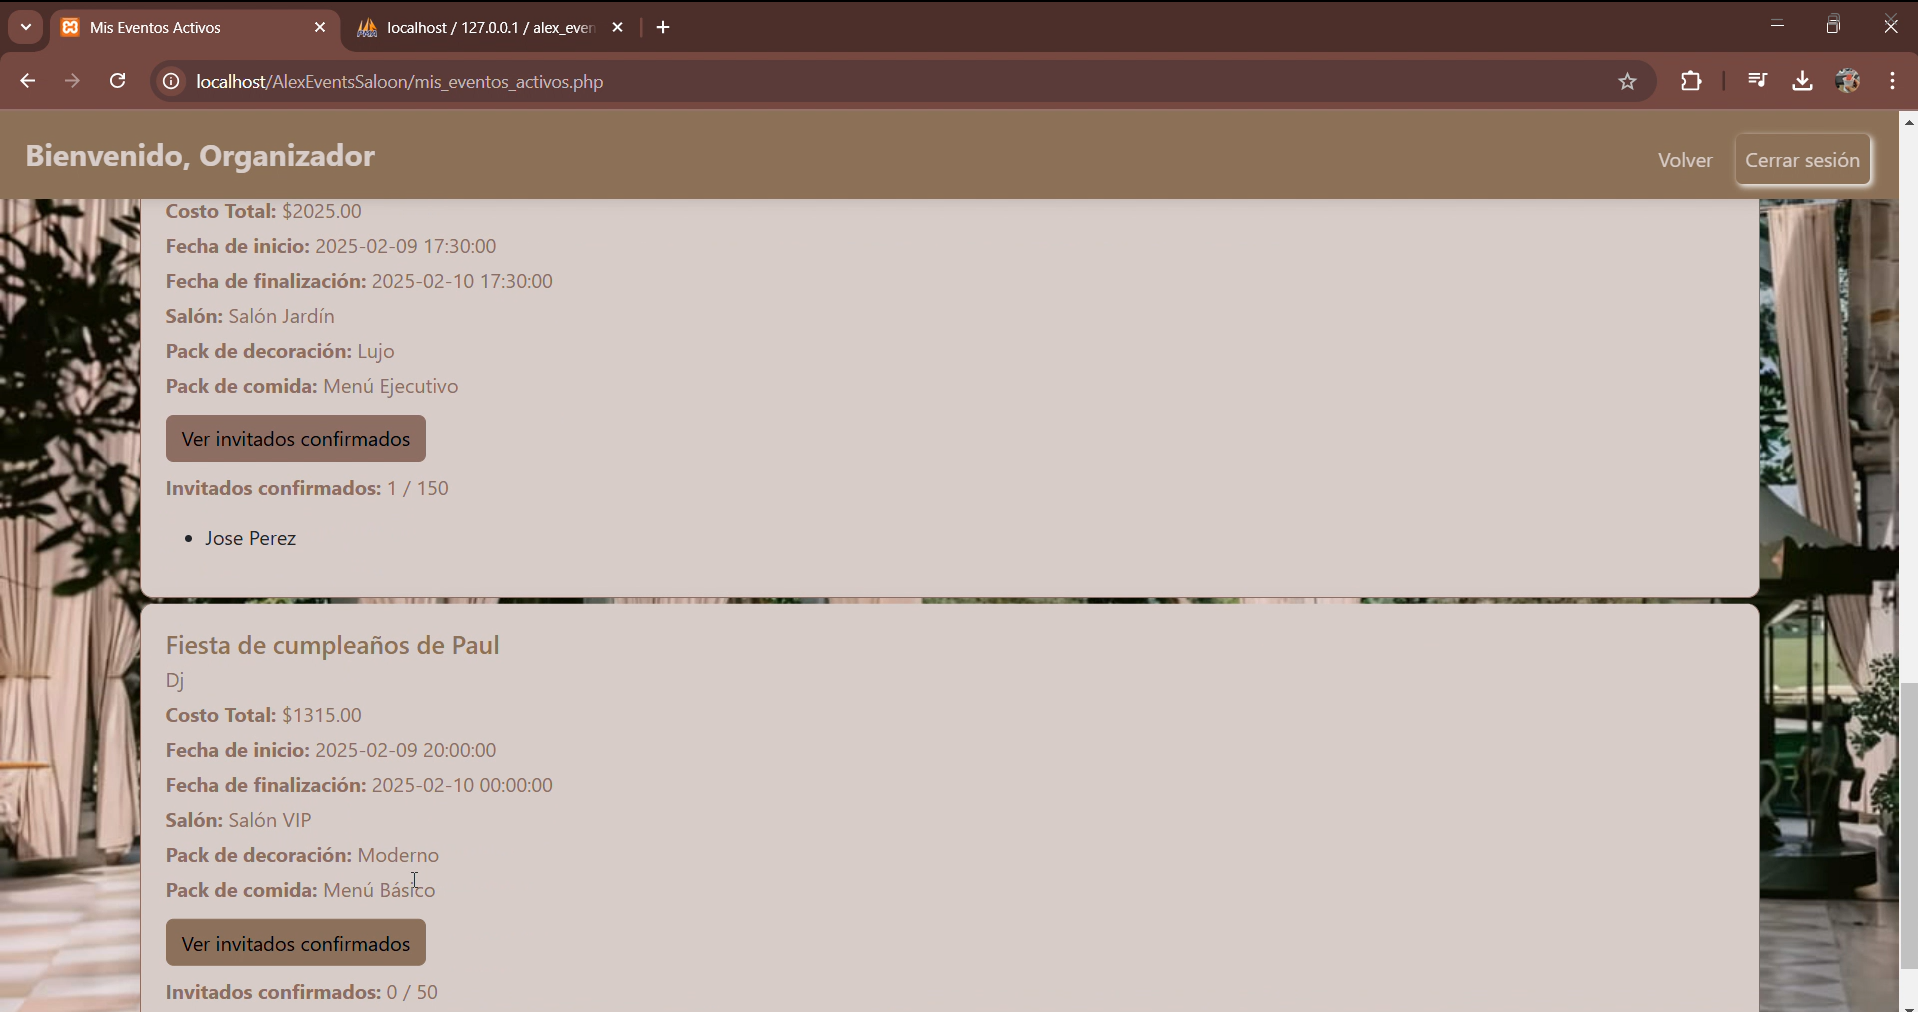 Mis Eventos Activos
localhost / 127.0.0.1 / alex_even
localhost/AlexEventsSaloon/mis_eventos_activos.php
Bienvenido, Organizador
Volver
Cerrar sesión
Costo Total: $2025.00
Fecha de inicio: 2025-02-09 17:30:00
Fecha de finalización: 2025-02-10 17:30:00
Salón: Salón Jardín
Pack de decoración: Lujo
Pack de comida: Menú Ejecutivo
Ver invitados confirmados
Invitados confirmados: 1 / 150
• Jose Perez
Fiesta de cumpleaños de Paul
Dj
Costo Total: $1315.00
Fecha de inicio: 2025-02-09 20:00:00
Fecha de finalización: 2025-02-10 00:00:00
Salón: Salón VIP
Pack de decoración: Moderno
Pack de comida: Menú Básico
Ver invitados confirmados
Invitados confirmados: 0 / 50